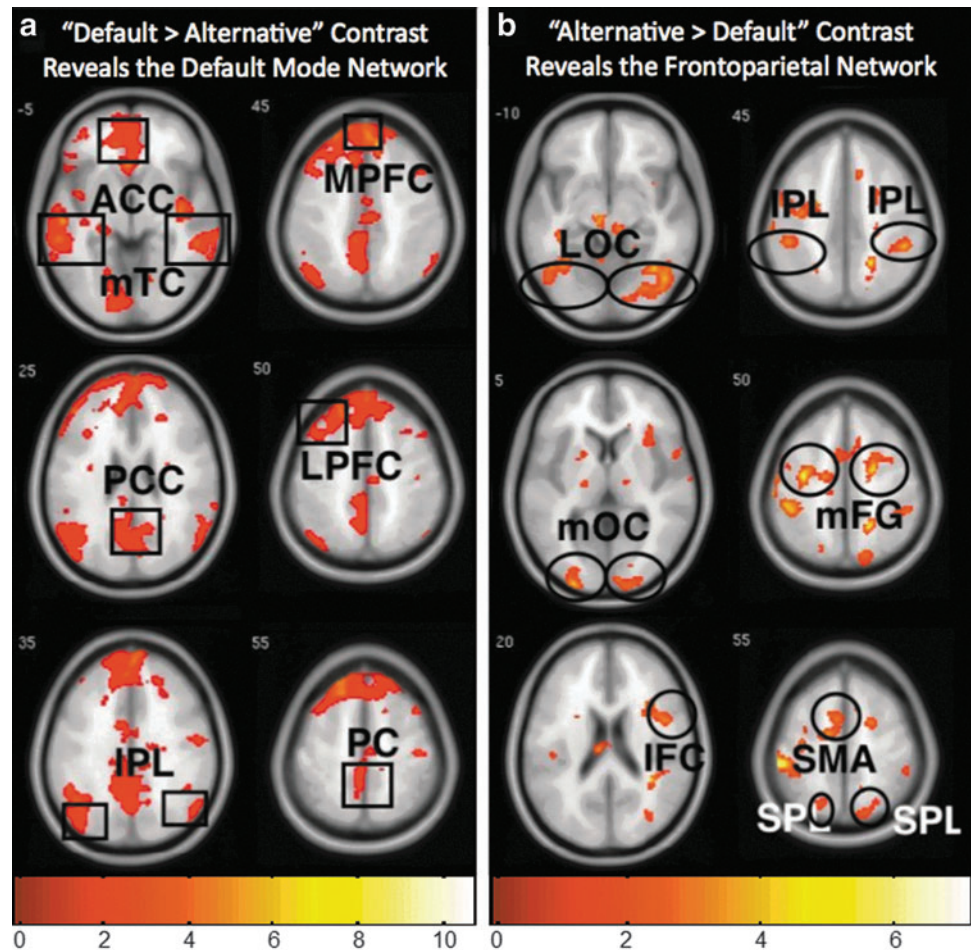 a
“Default > Alternative” Contrast
Reveals the Default Mode Network
-5
45
ACC
MPFC
mTC
25
50
PCC
LPFC
35
55
IPL
PC
0 2 4 6 8 10
b
“Alternative > Default” Contrast
Reveals the Frontoparietal Network
-10
45
LOC
IPL IPL
5
50
mOC
mFG
20
55
IFC
SMA
SPL SPL
0 2 4 6